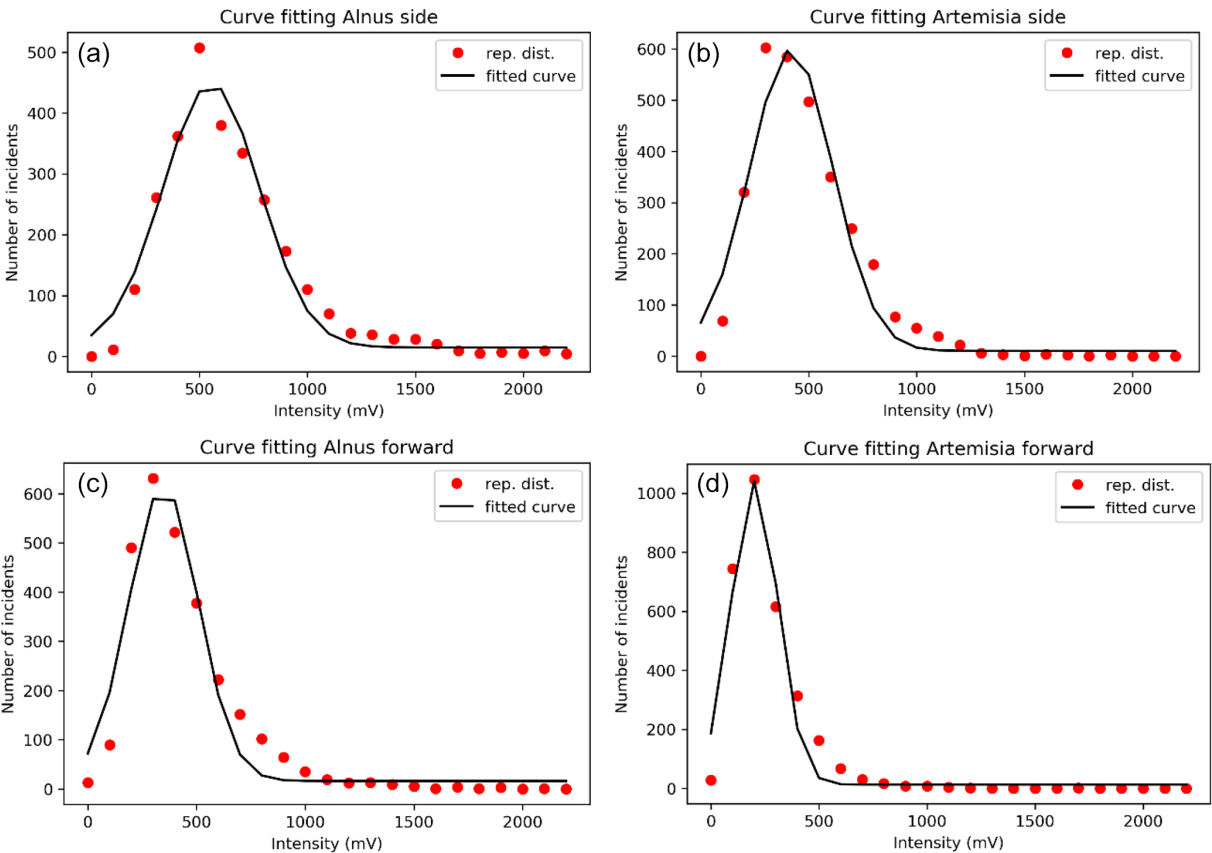 Curve fitting Alnus side
(a)
rep. dist.
fitted curve
500
400
300
200
100
0
Number of incidents
0 500 1000 1500 2000
Intensity (mV)
Curve fitting Artemisia side
(b)
rep. dist.
fitted curve
600
500
400
300
200
100
0
Number of incidents
0 500 1000 1500 2000
Intensity (mV)
Curve fitting Alnus forward
(c)
rep. dist.
fitted curve
600
500
400
300
200
100
0
Number of incidents
0 500 1000 1500 2000
Intensity (mV)
Curve fitting Artemisia forward
(d)
rep. dist.
fitted curve
1000
800
600
400
200
0
Number of incidents
0 500 1000 1500 2000
Intensity (mV)